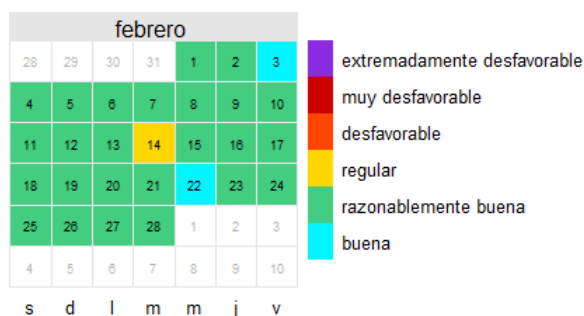 febrero
28 29 30 31 1 2 3
4 5 6 7 8 9 10
11 12 13 14 15 16 17
18 19 20 21 22 23 24
25 26 27 28 1 2 3
4 5 6 7 8 9 10
s d l m m j v
extremadamente desfavorable
muy desfavorable
desfavorable
regular
razonablemente buena
buena